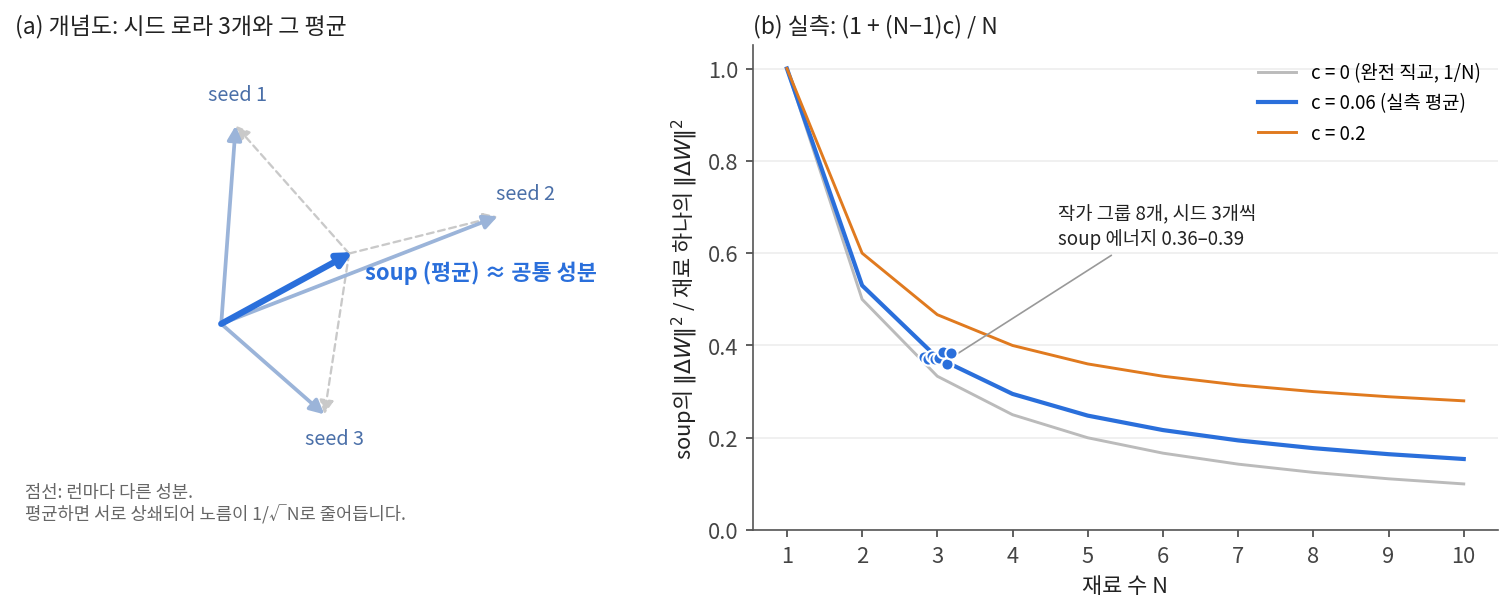 (a) 개념도: 시드 로라 3개와 그 평균
seed 1
seed 2
soup (평균) ≈ 공통 성분
seed 3
점선: 런마다 다른 성분.
평균하면 서로 상쇄되어 노름이 1/√N로 줄어듭니다.
(b) 실측: (1 + (N−1)c) / N
soup의 ‖ΔW‖² / 재료 하나의 ‖ΔW‖²
1.0
0.8
0.6
0.4
0.2
0.0
c = 0 (완전 직교, 1/N)
c = 0.06 (실측 평균)
c = 0.2
작가 그룹 8개, 시드 3개씩
soup 에너지 0.36–0.39
1 2 3 4 5 6 7 8 9 10
재료 수 N